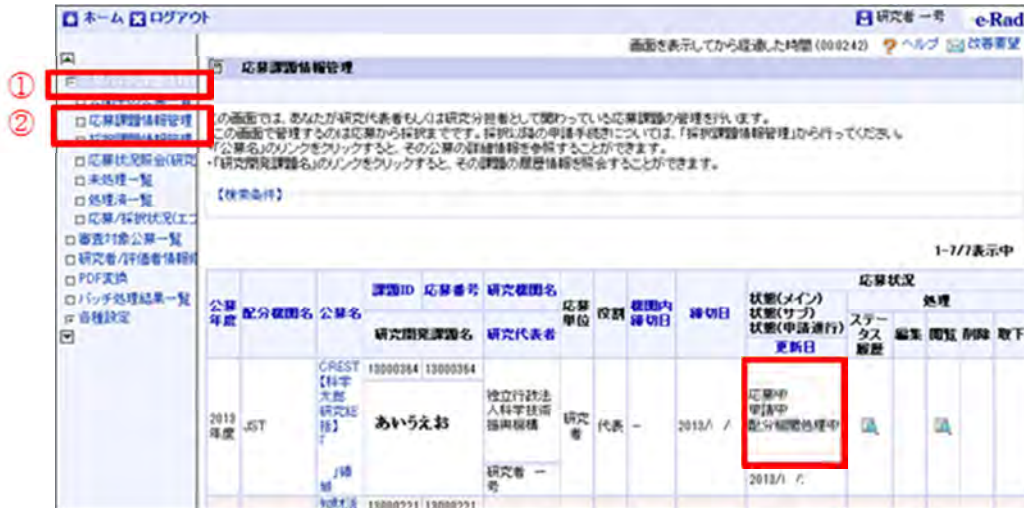 ホーム ログアウト
研究者 一号 e-Rad
画面を表示してから経過した時間(00:02:42) ヘルプ 改善要望
①
②
応募課題情報管理
応募課題情報管理
応募状況照会(研究
未処理一覧
処理済一覧
応募/採択状況(エフ
審査対象公募一覧
研究者/評価者情報修
PDF変換
バッチ処理結果一覧
各種設定
この画面では、あなたが研究代表者もしくは研究分担者として関わっている応募課題の管理を行います。
この画面で管理するのは応募から採択までです。採択以降の申請手続きについては、「採択課題情報管理」から行ってください。
「公募名」のリンクをクリックすると、その公募の詳細情報を参照することができます。
・「研究開発課題名」のリンクをクリックすると、その課題の履歴情報を照会することができます。
【検索条件】
1-7/7表示中
公募年度 配分機関名 公募名 課題ID 応募番号 研究機関名 応募単位 役割 機関内締切日 締切日 応募状況
研究開発課題名 研究代表者
状態(メイン)
状態(サブ)
状態(申請進行)
更新日
ステータス履歴
処理
編集 閲覧 削除 取下
2013年度 JST
CREST
【科学
太郎
研究総
括】
「
」領
域
13000364 13000364
あいうえお
独立行政法
人科学技術
振興機構
研究者 一
号
研究者
代表 -
2013/ /
応募中
申請中
配分機関処理中
2013/ /
13000221 13000221